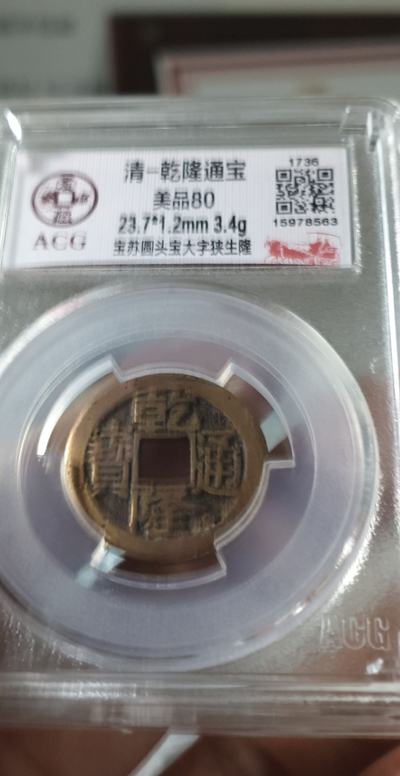 1736
清-乾隆通宝
美品80
23.7*1.2mm 3.4g
宝苏圆头宝大字狭生隆
ACG
15978563
乾
寶 通
隆
ACG